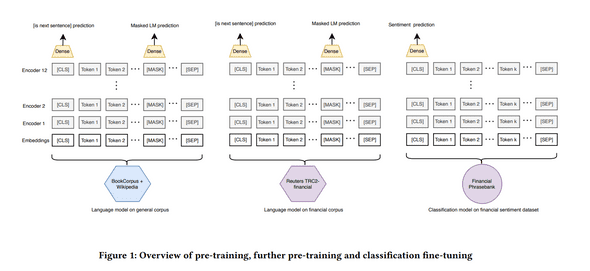 [is next sentence] prediction Masked LM prediction [is next sentence] prediction Masked LM prediction Sentiment prediction
Dense Dense Dense Dense Dense
Encoder 12 [CLS] Token 1 Token 2 ••• [MASK] ••• [SEP] [CLS] Token 1 Token 2 ••• [MASK] ••• [SEP] [CLS] Token 1 Token 2 ••• Token k ••• [SEP]
Encoder 2 [CLS] Token 1 Token 2 ••• [MASK] ••• [SEP] [CLS] Token 1 Token 2 ••• [MASK] ••• [SEP] [CLS] Token 1 Token 2 ••• Token k ••• [SEP]
Encoder 1 [CLS] Token 1 Token 2 ••• [MASK] ••• [SEP] [CLS] Token 1 Token 2 ••• [MASK] ••• [SEP] [CLS] Token 1 Token 2 ••• Token k ••• [SEP]
Embeddings [CLS] Token 1 Token 2 ••• [MASK] ••• [SEP] [CLS] Token 1 Token 2 ••• [MASK] ••• [SEP] [CLS] Token 1 Token 2 ••• Token k ••• [SEP]
BookCorpus + Reuters TRC2- Financial
Wikipedia financial Phrasebank
Language model on general corpus Language model on financial corpus Classification model on financial sentiment dataset
Figure 1: Overview of pre-training, further pre-training and classification fine-tuning